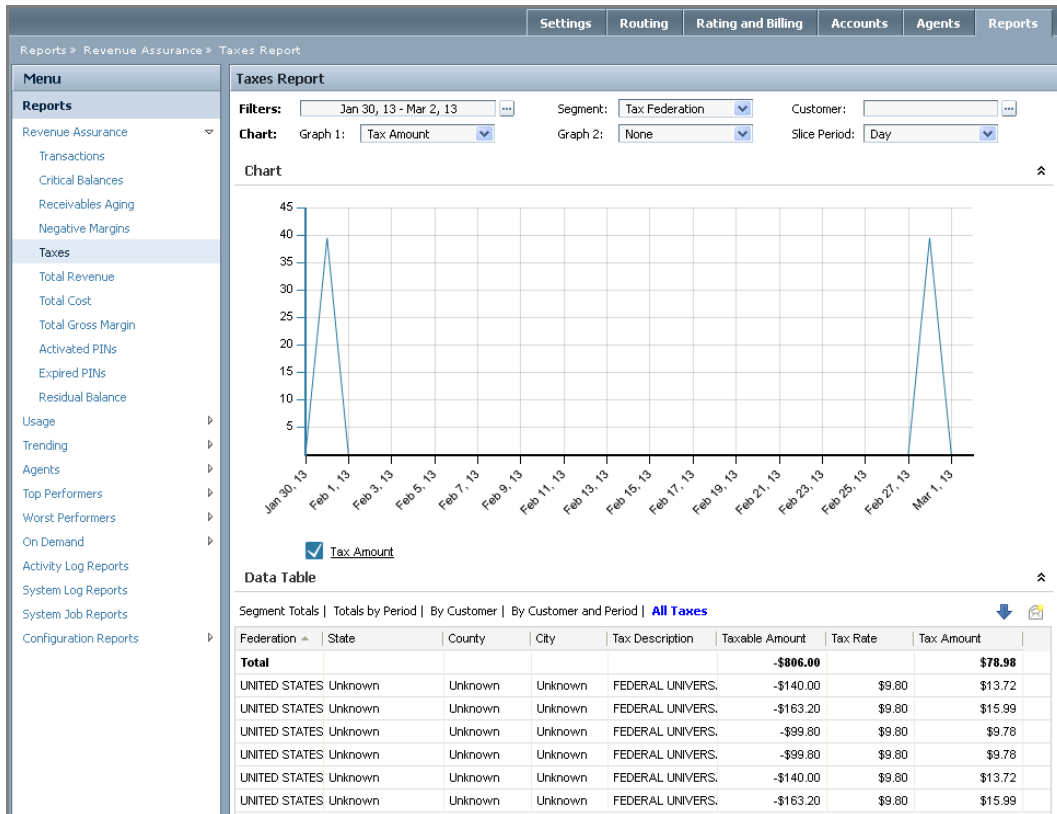 Settings Routing Rating and Billing Accounts Agents Reports
Reports » Revenue Assurance » Taxes Report
Menu
Reports
Revenue Assurance
Transactions
Critical Balances
Receivables Aging
Negative Margins
Taxes
Total Revenue
Total Cost
Total Gross Margin
Activated PINs
Expired PINs
Residual Balance
Usage
Trending
Agents
Top Performers
Worst Performers
On Demand
Activity Log Reports
System Log Reports
System Job Reports
Configuration Reports
Taxes Report
Filters: Jan 30, 13 - Mar 2, 13 ... Segment: Tax Federation Customer: ...
Chart: Graph 1: Tax Amount Graph 2: None Slice Period: Day
Chart
45
40
35
30
25
20
15
10
5
Jan 30, 13 Feb 1, 13 Feb 3, 13 Feb 5, 13 Feb 7, 13 Feb 9, 13 Feb 11, 13 Feb 13, 13 Feb 15, 13 Feb 17, 13 Feb 19, 13 Feb 21, 13 Feb 23, 13 Feb 25, 13 Feb 27, 13 Mar 1, 13
Tax Amount
Data Table
Segment Totals | Totals by Period | By Customer | By Customer and Period | All Taxes
Federation State County City Tax Description Taxable Amount Tax Rate Tax Amount
Total -$806.00 $78.98
UNITED STATES Unknown Unknown Unknown FEDERAL UNIVERS. -$140.00 $9.80 $13.72
UNITED STATES Unknown Unknown Unknown FEDERAL UNIVERS. -$163.20 $9.80 $15.99
UNITED STATES Unknown Unknown Unknown FEDERAL UNIVERS. -$99.80 $9.80 $9.78
UNITED STATES Unknown Unknown Unknown FEDERAL UNIVERS. -$99.80 $9.80 $9.78
UNITED STATES Unknown Unknown Unknown FEDERAL UNIVERS. -$140.00 $9.80 $13.72
UNITED STATES Unknown Unknown Unknown FEDERAL UNIVERS. -$163.20 $9.80 $15.99